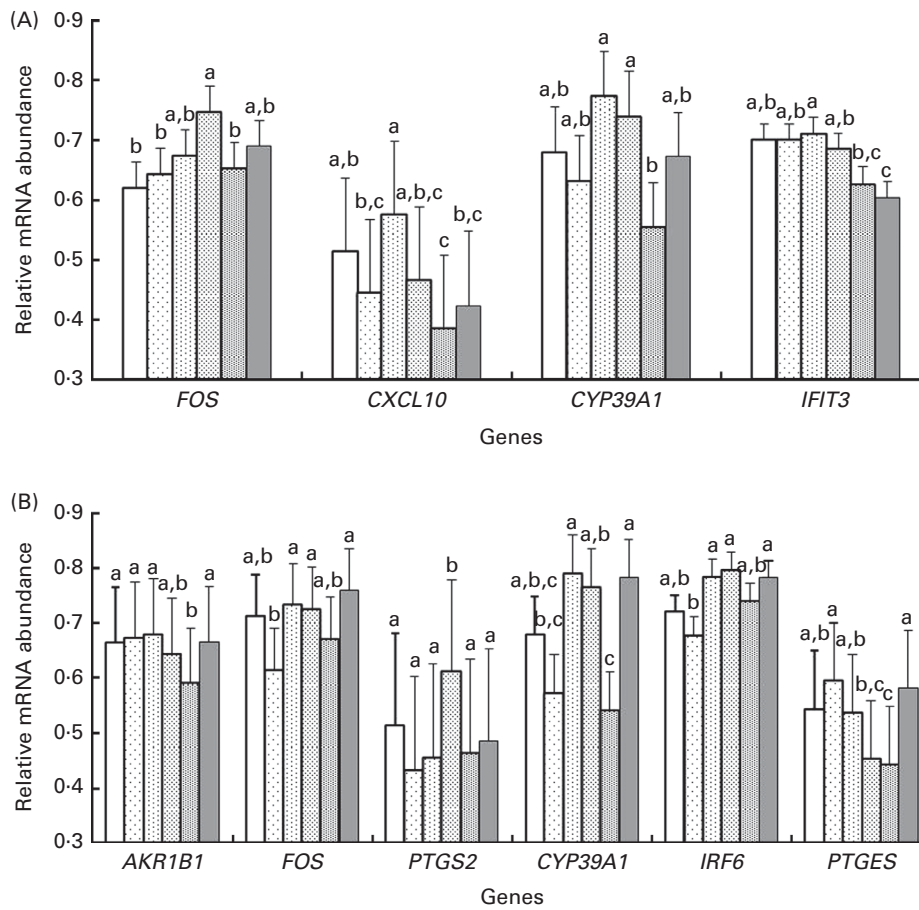 (A)
0·9
0·8
0·7
0·6
0·5
0·4
0·3
Relative mRNA abundance
b b a,b a b a,b
a,b b,c a a,b,c c b,c
a,b a,b a a b a,b
a,b a,b a a,b b,c c
FOS CXCL10 CYP39A1 IFIT3
Genes
(B)
0·9
0·8
0·7
0·6
0·5
0·4
0·3
Relative mRNA abundance
a a a a,b b a
a,b b a a a,b a
a a a b a a
a,b,c b,c a a,b c a
a,b b a a a,b a
a,b a a,b b,c c a
AKR1B1 FOS PTGS2 CYP39A1 IRF6 PTGES
Genes